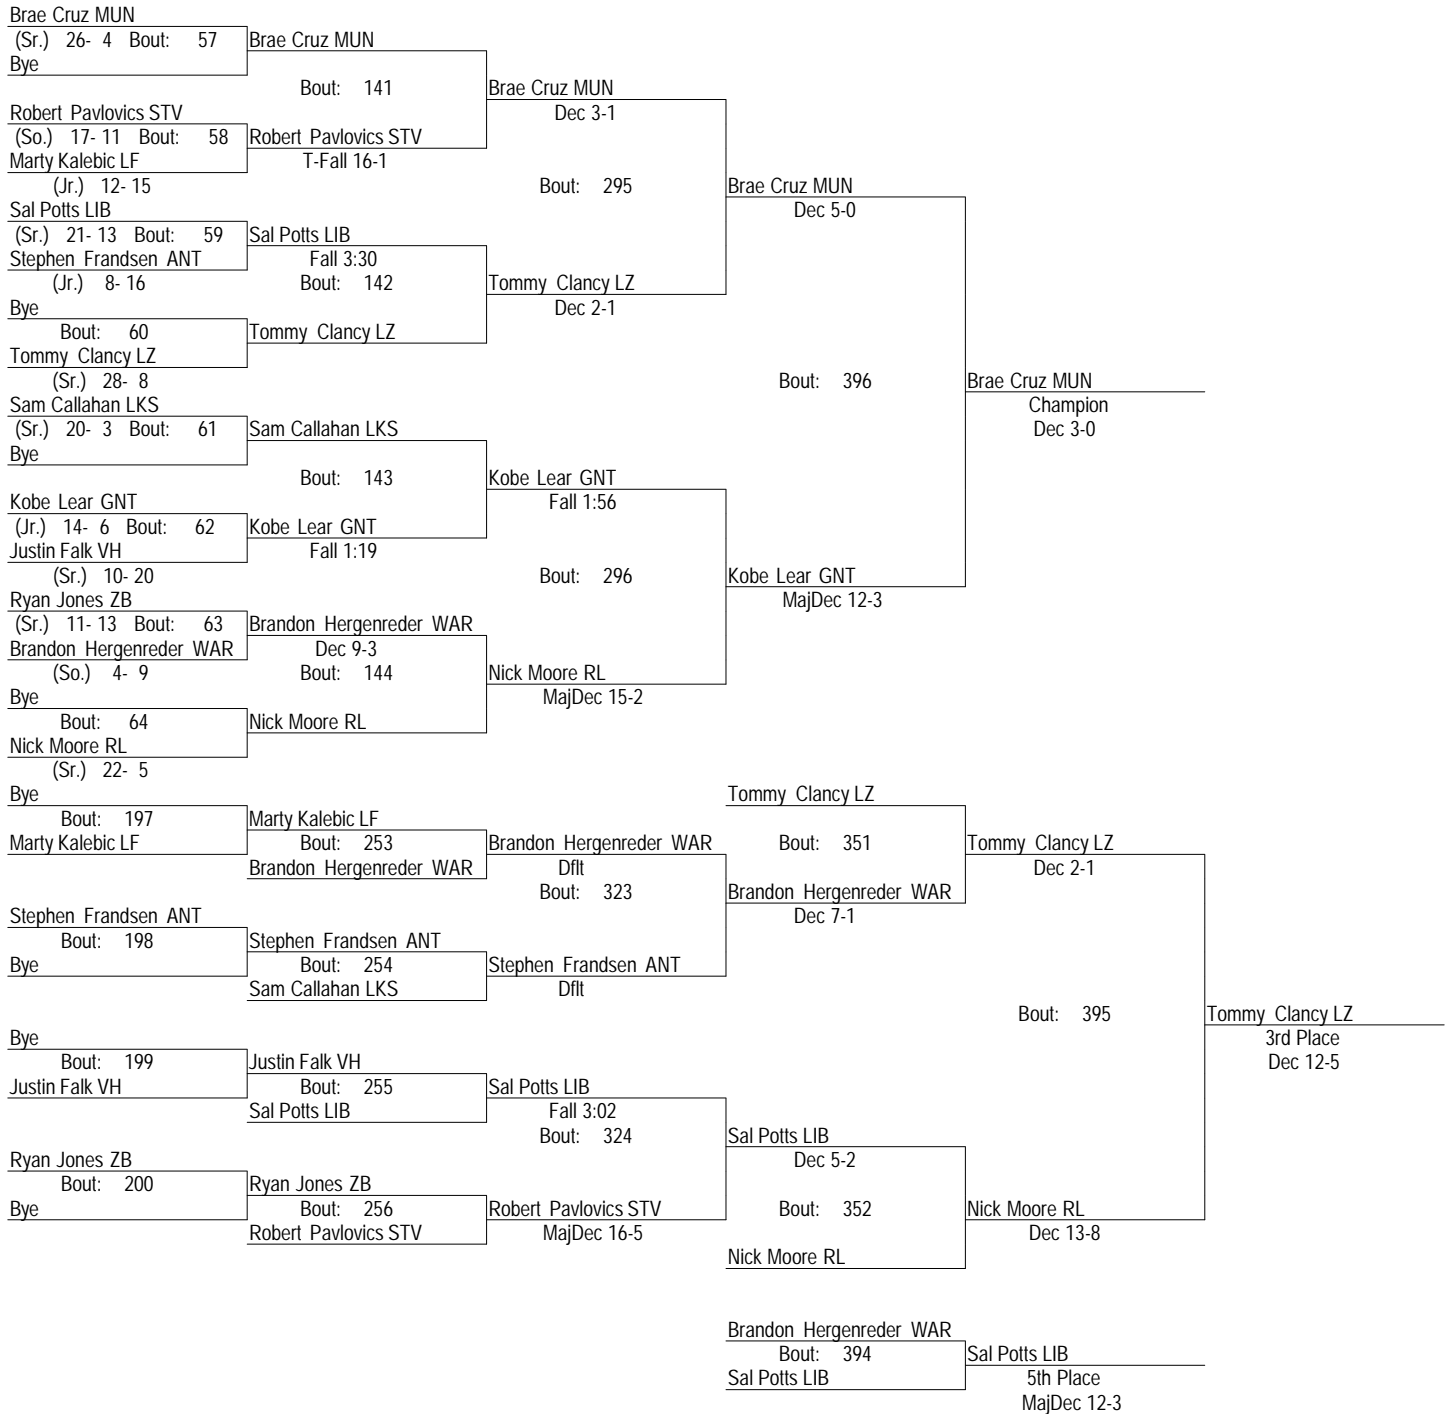 Brae Cruz MUN
(Sr.) 26- 4 Bout: 57 Brae Cruz MUN
Bye
Bout: 141 Brae Cruz MUN
Robert Pavlovics STV Dec 3-1
(So.) 17- 11 Bout: 58 Robert Pavlovics STV
Marty Kalebic LF T-Fall 16-1
(Jr.) 12- 15 Bout: 295 Brae Cruz MUN
Sal Potts LIB Dec 5-0
(Sr.) 21- 13 Bout: 59 Sal Potts LIB
Stephen Frandsen ANT Fall 3:30
(Jr.) 8- 16 Bout: 142 Tommy Clancy LZ
Bye Dec 2-1
Bout: 60 Tommy Clancy LZ
Tommy Clancy LZ
(Sr.) 28- 8 Bout: 396 Brae Cruz MUN
Sam Callahan LKS Champion
(Sr.) 20- 3 Bout: 61 Sam Callahan LKS Dec 3-0
Bye
Bout: 143 Kobe Lear GNT
Kobe Lear GNT Fall 1:56
(Jr.) 14- 6 Bout: 62 Kobe Lear GNT
Justin Falk VH Fall 1:19
(Sr.) 10- 20 Bout: 296 Kobe Lear GNT
Ryan Jones ZB MajDec 12-3
(Sr.) 11- 13 Bout: 63 Brandon Hergenreder WAR
Brandon Hergenreder WAR Dec 9-3
(So.) 4- 9 Bout: 144 Nick Moore RL
Bye MajDec 15-2
Bout: 64 Nick Moore RL
Nick Moore RL
(Sr.) 22- 5
Bye Tommy Clancy LZ
Bout: 197 Marty Kalebic LF
Marty Kalebic LF Bout: 253 Brandon Hergenreder WAR Bout: 351 Tommy Clancy LZ
Brandon Hergenreder WAR Dflt Dec 2-1
Bout: 323 Brandon Hergenreder WAR
Stephen Frandsen ANT Dec 7-1
Bout: 198 Stephen Frandsen ANT
Bye Bout: 254 Stephen Frandsen ANT
Sam Callahan LKS Dflt
Bout: 395 Tommy Clancy LZ
Bye 3rd Place
Bout: 199 Justin Falk VH Dec 12-5
Justin Falk VH Bout: 255 Sal Potts LIB
Sal Potts LIB Fall 3:02
Bout: 324 Sal Potts LIB
Ryan Jones ZB Dec 5-2
Bout: 200 Ryan Jones ZB
Bye Bout: 256 Robert Pavlovics STV Bout: 352 Nick Moore RL
Robert Pavlovics STV MajDec 16-5 Dec 13-8
Nick Moore RL
Brandon Hergenreder WAR
Bout: 394 Sal Potts LIB
Sal Potts LIB 5th Place
MajDec 12-3